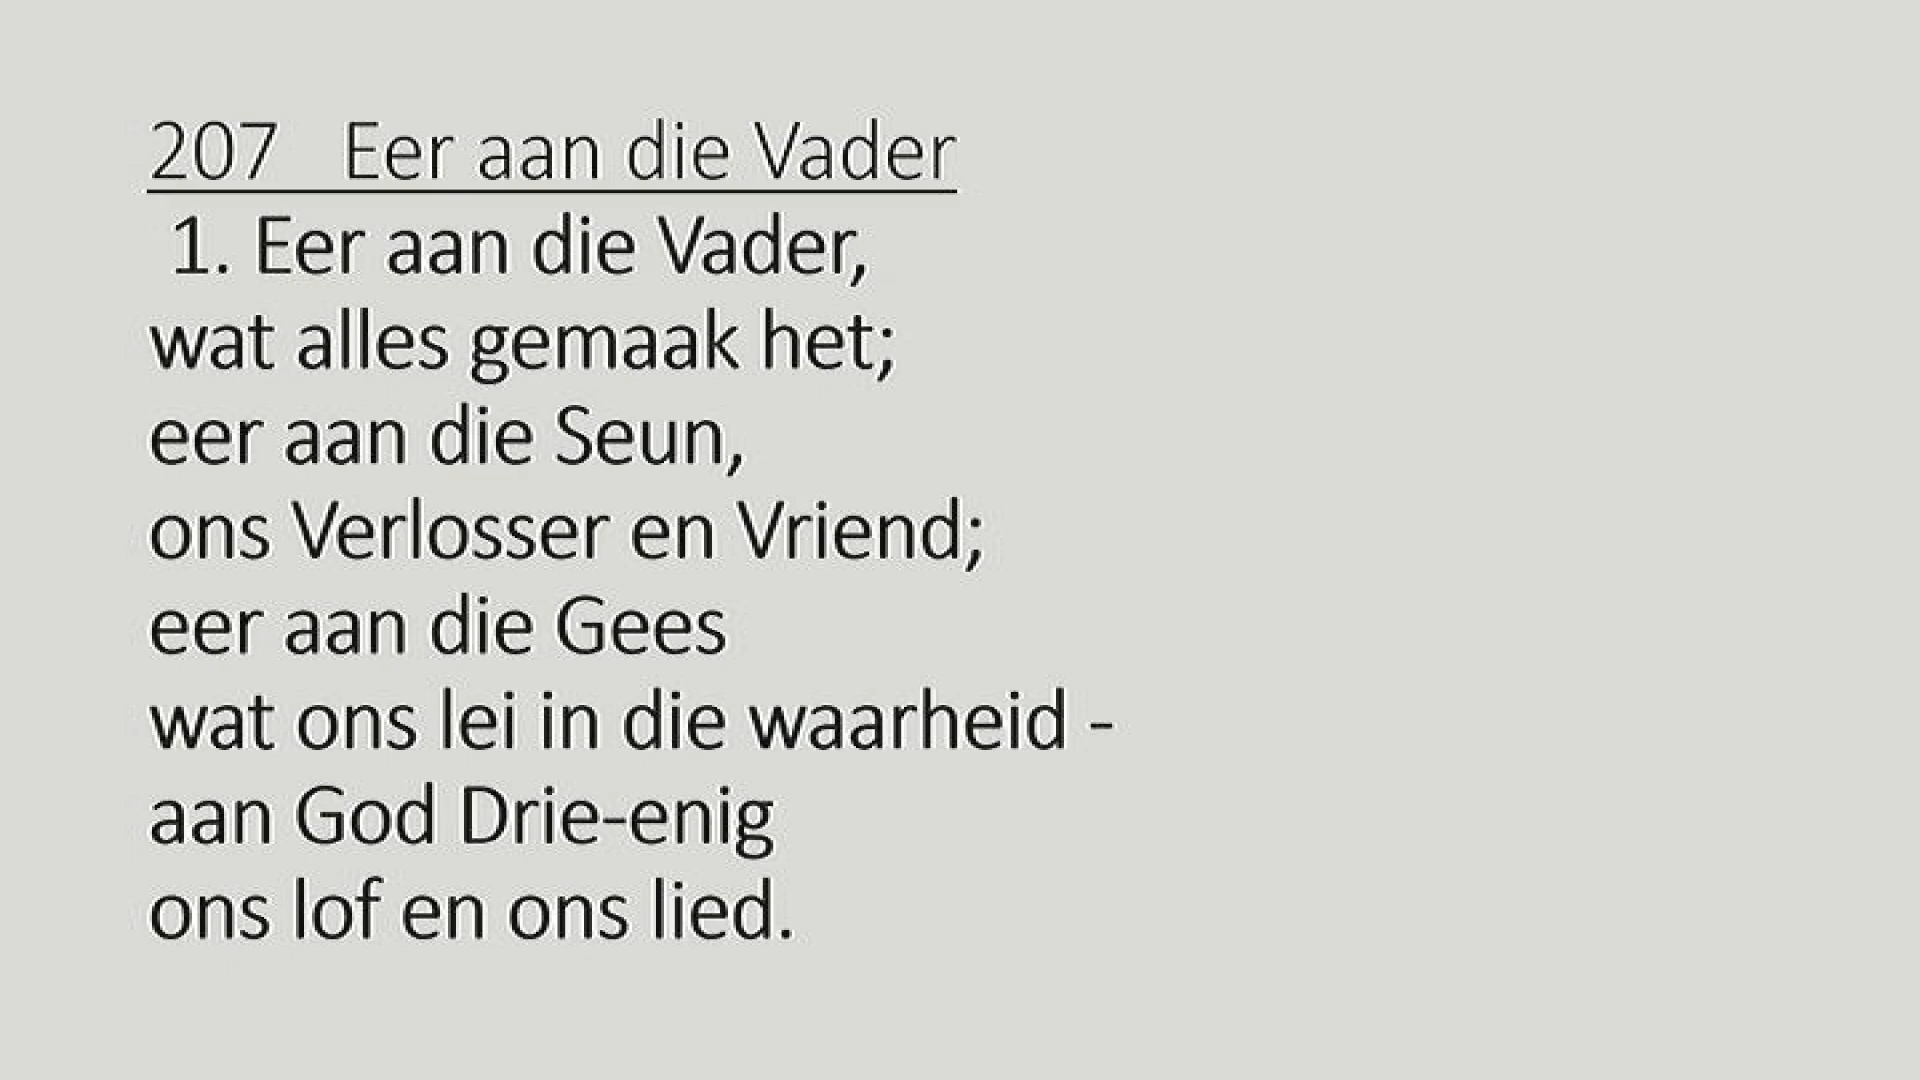 207   Eer aan die Vader
1. Eer aan die Vader,
wat alles gemaak het;
eer aan die Seun,
ons Verlosser en Vriend;
eer aan die Gees
wat ons lei in die waarheid -
aan God Drie-enig
ons lof en ons lied.